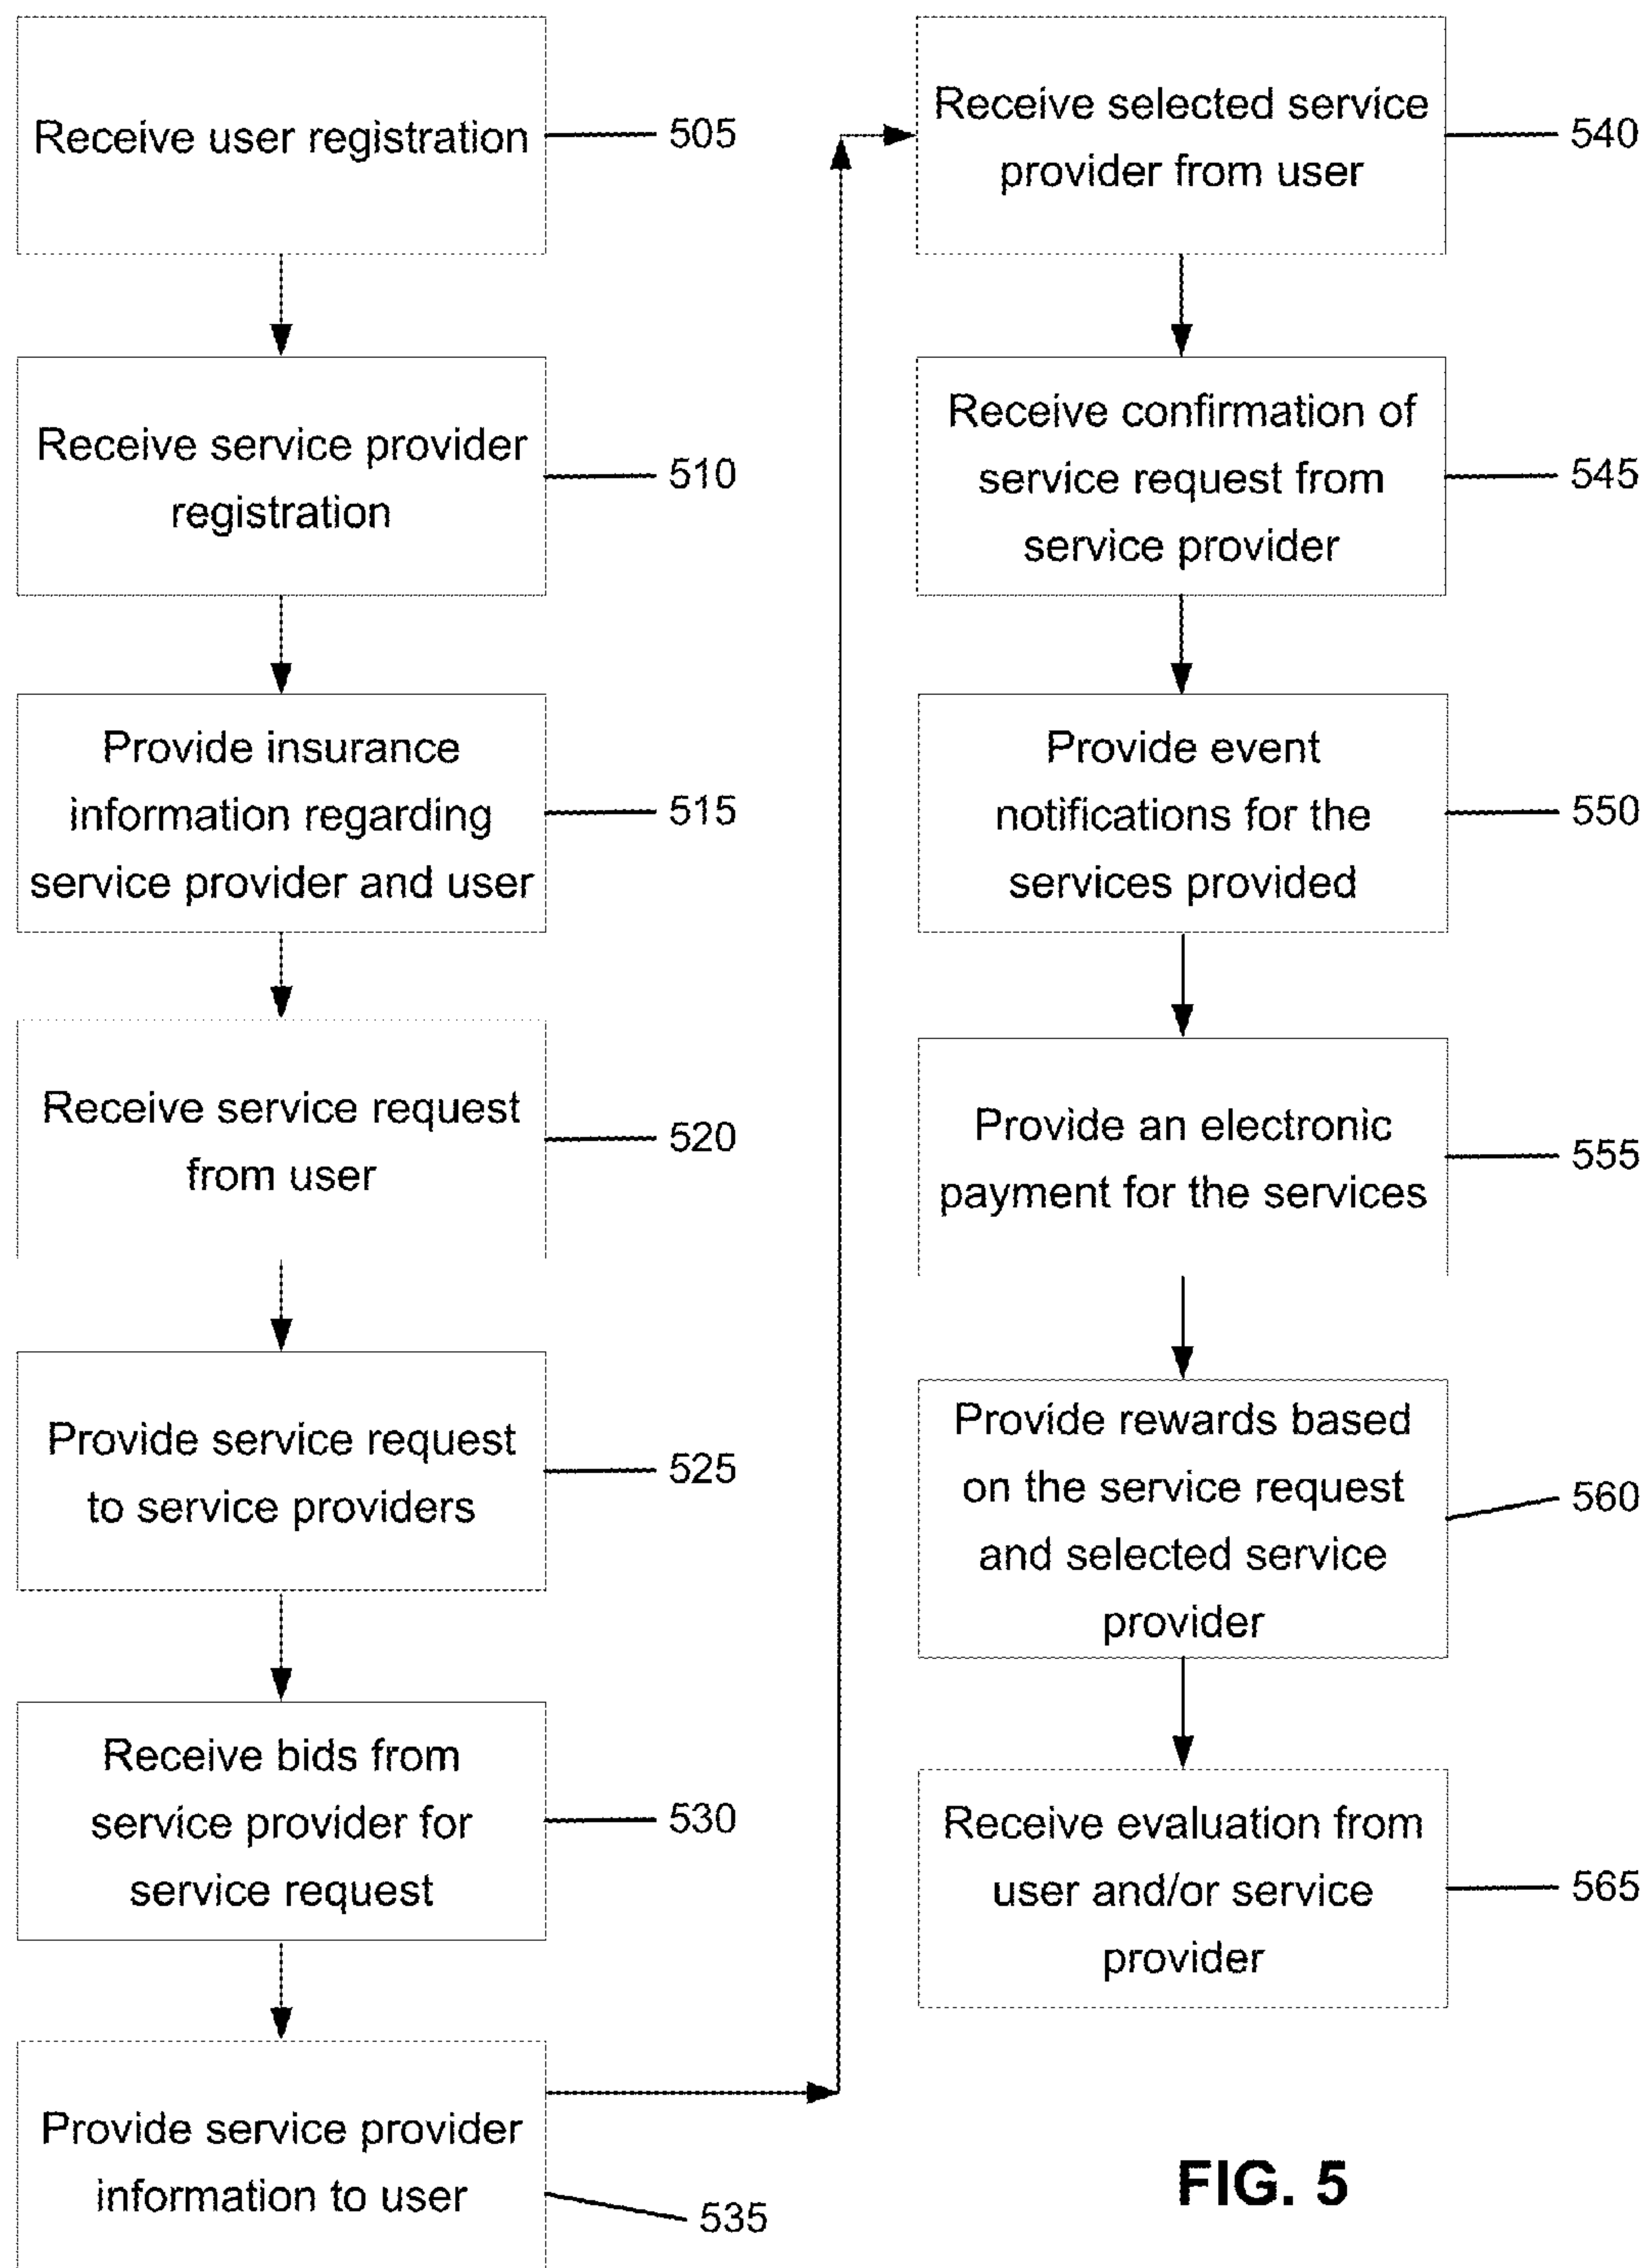 Receive user registration
505
Receive service provider
registration
510
Provide insurance
information regarding
service provider and user
515
Receive service request
from user
520
Provide service request
to service providers
525
Receive bids from
service provider for
service request
530
Provide service provider
information to user
535
Receive selected service
provider from user
540
Receive confirmation of
service request from
service provider
545
Provide event
notifications for the
services provided
550
Provide an electronic
payment for the services
555
Provide rewards based
on the service request
and selected service
provider
560
Receive evaluation from
user and/or service
provider
565
FIG. 5